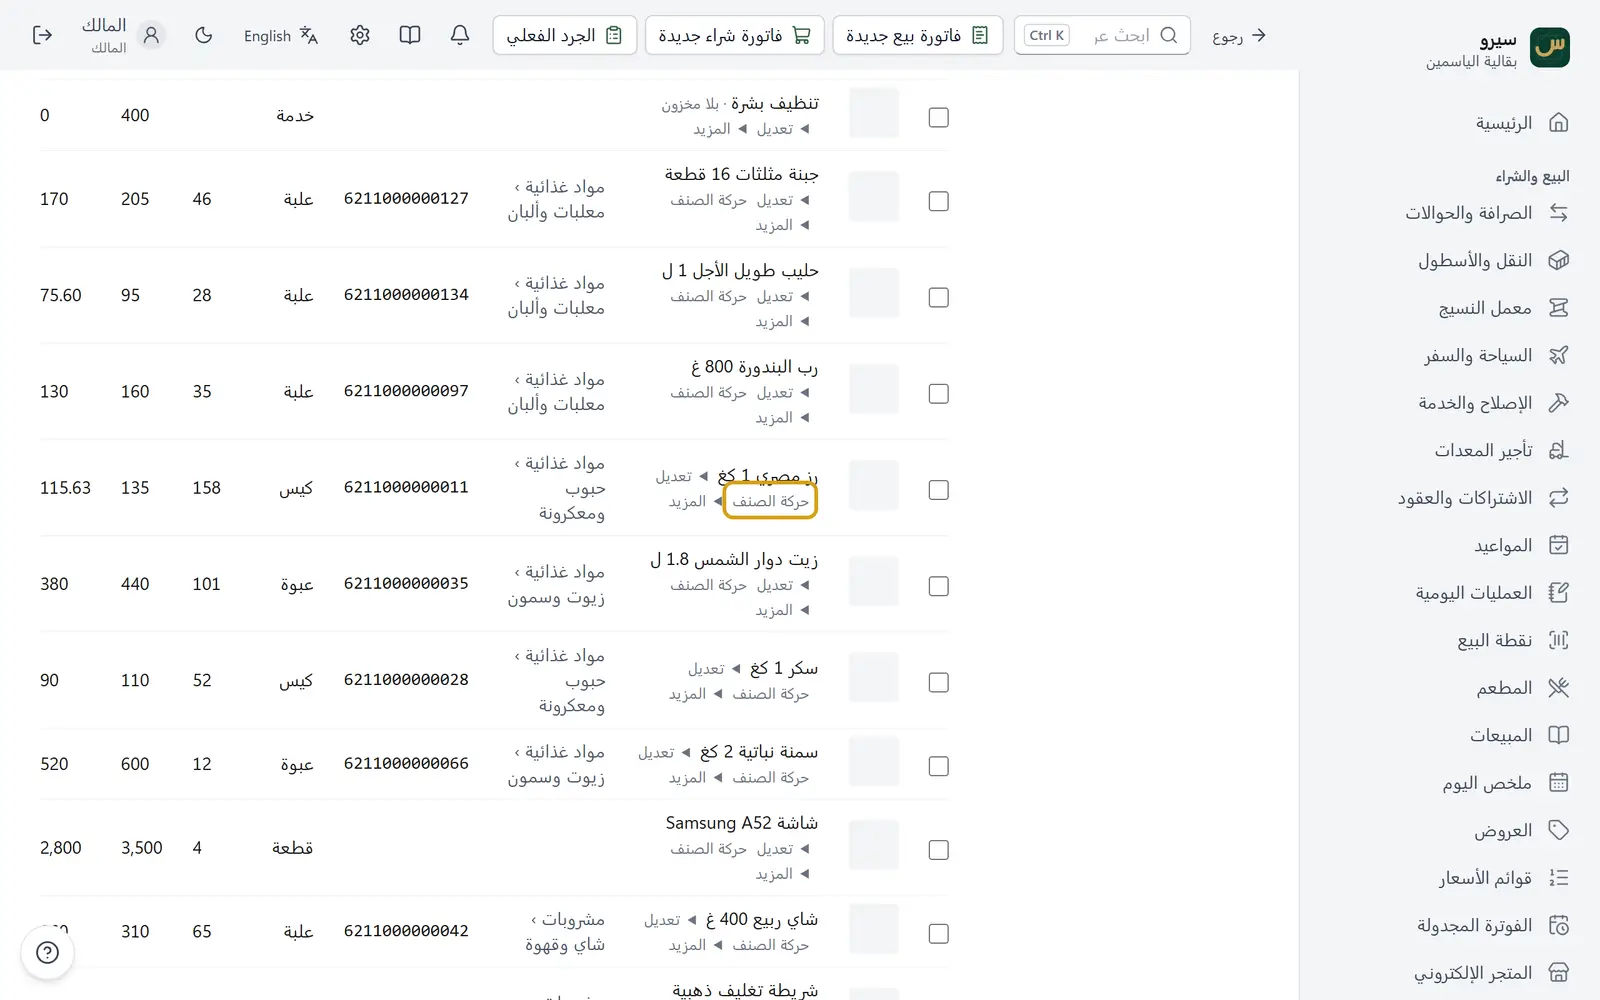 سيرو
بقالية الياسمين
رجوع
ابحث عر
Ctrl K
فاتورة بيع جديدة
فاتورة شراء جديدة
الجرد الفعلي
English
المالك
المالك
الرئيسية
البيع والشراء
الصرافة والحوالات
النقل والأسطول
معمل النسيج
السياحة والسفر
الإصلاح والخدمة
تأجير المعدات
الاشتراكات والعقود
المواعيد
العمليات اليومية
نقطة البيع
المطعم
المبيعات
ملخص اليوم
العروض
قوائم الأسعار
الفوترة المجدولة
المتجر الإلكتروني
تنظيف بشرة · بلا مخزون
تعديل ◀ المزيد
خدمة
400
0
جبنة مثلثات 16 قطعة
تعديل حركة الصنف
المزيد
مواد غذائية ›
معلبات وألبان
6211000000127
علبة
46
205
170
حليب طويل الأجل 1 ل
تعديل حركة الصنف
المزيد
مواد غذائية ›
معلبات وألبان
6211000000134
علبة
28
95
75.60
رب البندورة 800 غ
تعديل حركة الصنف
المزيد
مواد غذائية ›
معلبات وألبان
6211000000097
علبة
35
160
130
رز مصري 1 كغ ◀ تعديل
حركة الصنف ◀ المزيد
مواد غذائية ›
حبوب
ومعكرونة
6211000000011
كيس
158
135
115.63
زيت دوار الشمس 1.8 ل
تعديل حركة الصنف
المزيد
مواد غذائية ›
زيوت وسمون
6211000000035
عبوة
101
440
380
سكر 1 كغ ◀ تعديل
حركة الصنف ◀ المزيد
مواد غذائية ›
حبوب
ومعكرونة
6211000000028
كيس
52
110
90
سمنة نباتية 2 كغ ◀ تعديل
حركة الصنف ◀ المزيد
مواد غذائية ›
زيوت وسمون
6211000000066
عبوة
12
600
520
شاشة Samsung A52
تعديل حركة الصنف
المزيد
قطعة
4
3,500
2,800
شاي ربيع 400 غ ◀ تعديل
حركة الصنف ◀ المزيد
مشروبات ›
شاي وقهوة
6211000000042
علبة
65
310
شريطة تغليف ذهبية